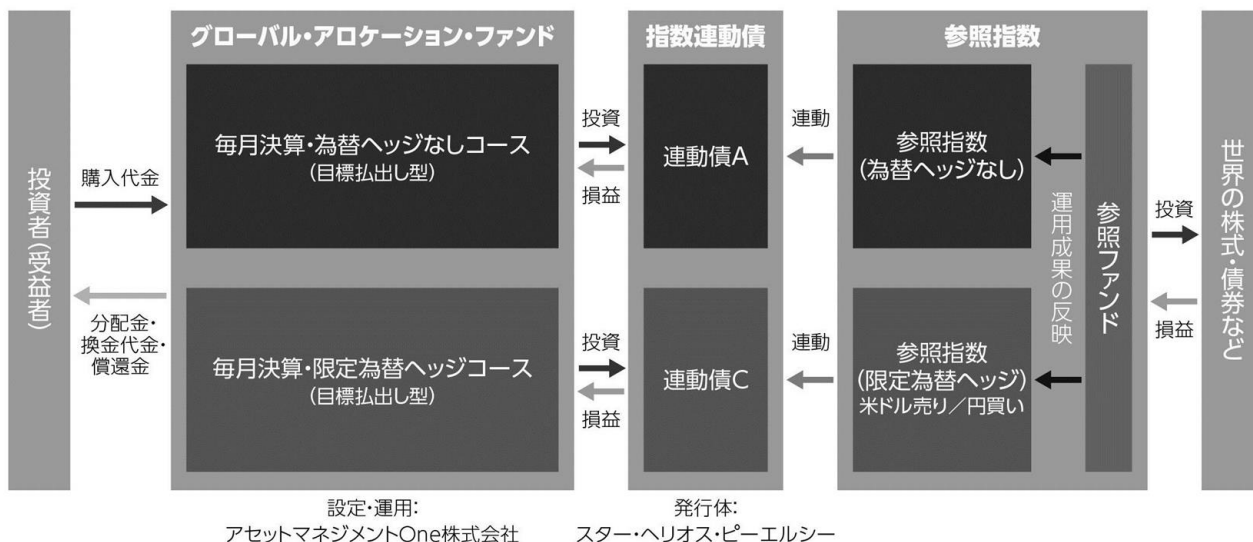 投資者(受益者)
購入代金
分配金・
換金代金・
償還金
グローバル・アロケーション・ファンド
毎月決算・為替ヘッジなしコース
(目標払出し型)
毎月決算・限定為替ヘッジコース
(目標払出し型)
設定・運用:
アセットマネジメントOne株式会社
投資
損益
投資
損益
指数連動債
連動債A
連動債C
発行体:
スター・ヘリオス・ピーエルシー
連動
連動
参照指数
参照指数
(為替ヘッジなし)
参照指数
(限定為替ヘッジ)
米ドル売り/円買い
運用成果の反映
参照ファンド
投資
損益
世界の株式・債券など